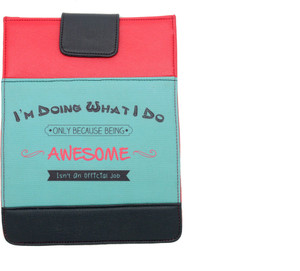 I'm Doing What I Do
ONLY BECAUSE BEING
AWESOME
Isn't An Official Job